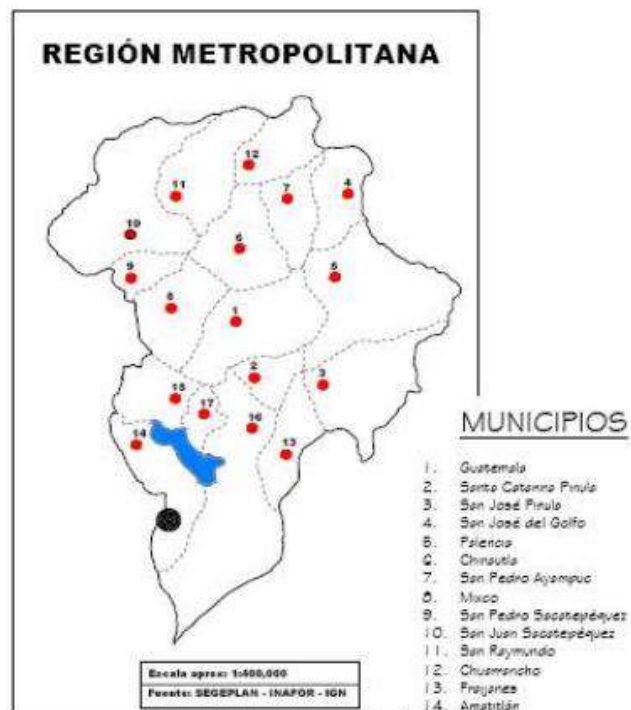 REGIÓN METROPOLITANA
12
11
7
4
10
6
9
5
8
1
2
3
15
17
14
16
13
MUNICIPIOS
1. Guatemala
2. Santa Catarina Pinula
3. San José Pinula
4. San José del Golfo
5. Palencia
6. Chinautla
7. San Pedro Ayampuc
8. Mixco
9. San Pedro Sacatepéquez
10. San Juan Sacatepéquez
11. San Raymundo
12. Chuarrancho
13. Fraijanes
14. Amatitlán
Escala aprox: 1:400,000
Fuente: SEGEPLAN - INAFOR - IGN